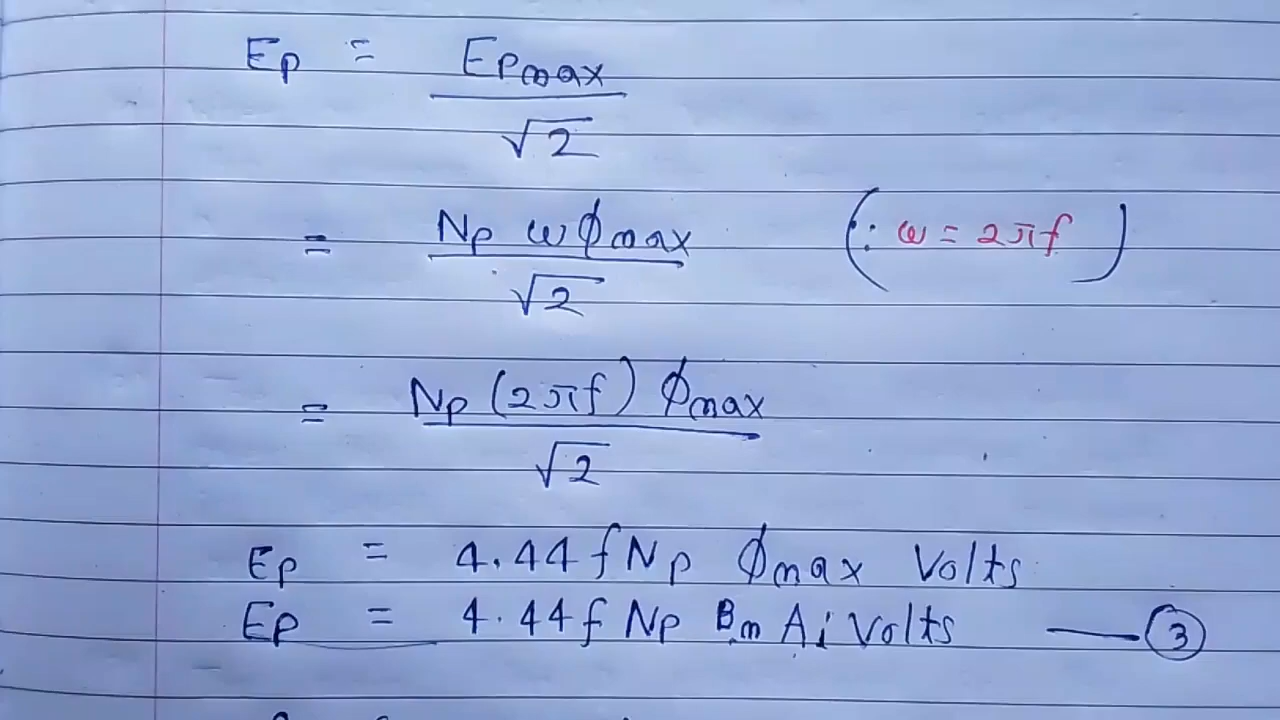 Ep = Epmax / √2
= Np ω ϕmax / √2 (∵ ω = 2πf)
= Np (2πf) ϕmax / √2
Ep = 4.44 f Np ϕmax Volts
Ep = 4.44 f Np Bm Ai Volts — ③